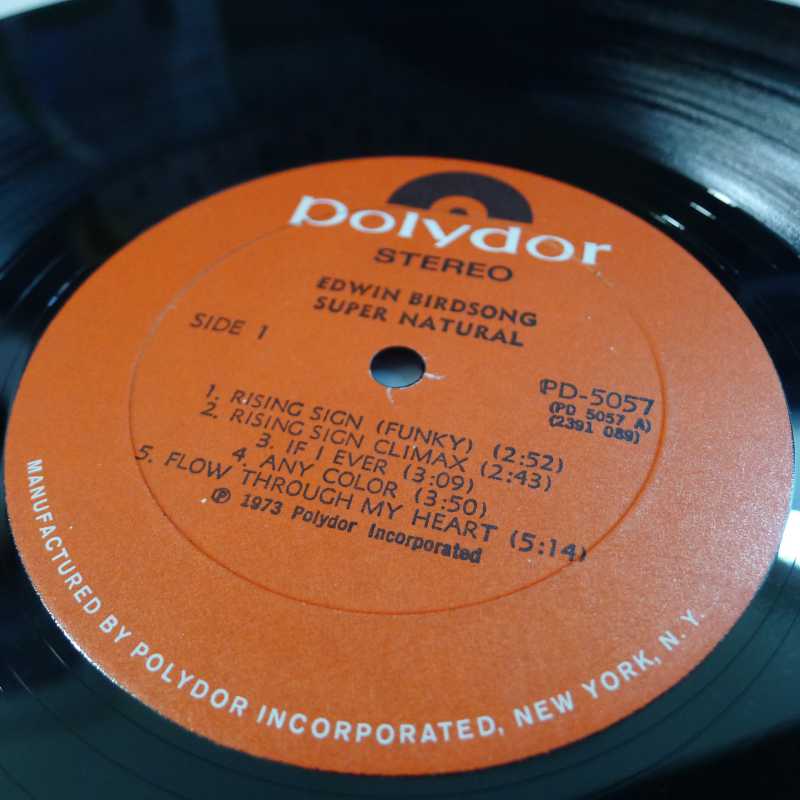 polydor
STEREO
EDWIN BIRDSONG
SUPER NATURAL
SIDE 1
PD-5057
(PD 5057 A)
(2391 089)
1. RISING SIGN (FUNKY) (2:52)
2. RISING SIGN CLIMAX (2:43)
3. IF I EVER (3:09)
4. ANY COLOR (3:50)
5. FLOW THROUGH MY HEART (5:14)
Ⓟ 1973 Polydor Incorporated
MANUFACTURED BY POLYDOR INCORPORATED, NEW YORK, N.Y.